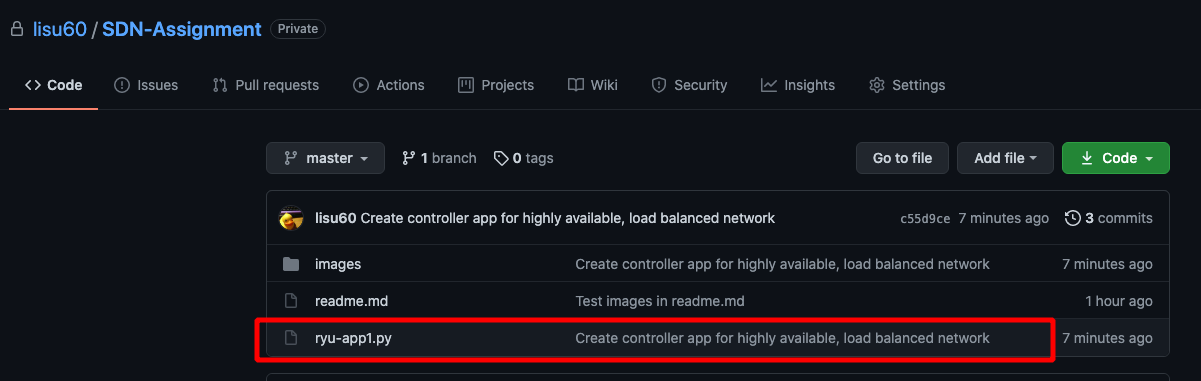 lisu60 / SDN-Assignment Private
Code Issues Pull requests Actions Projects Wiki Security Insights Settings
master 1 branch 0 tags Go to file Add file Code
lisu60 Create controller app for highly available, load balanced network c55d9ce 7 minutes ago 3 commits
images Create controller app for highly available, load balanced network 7 minutes ago
readme.md Test images in readme.md 1 hour ago
ryu-app1.py Create controller app for highly available, load balanced network 7 minutes ago